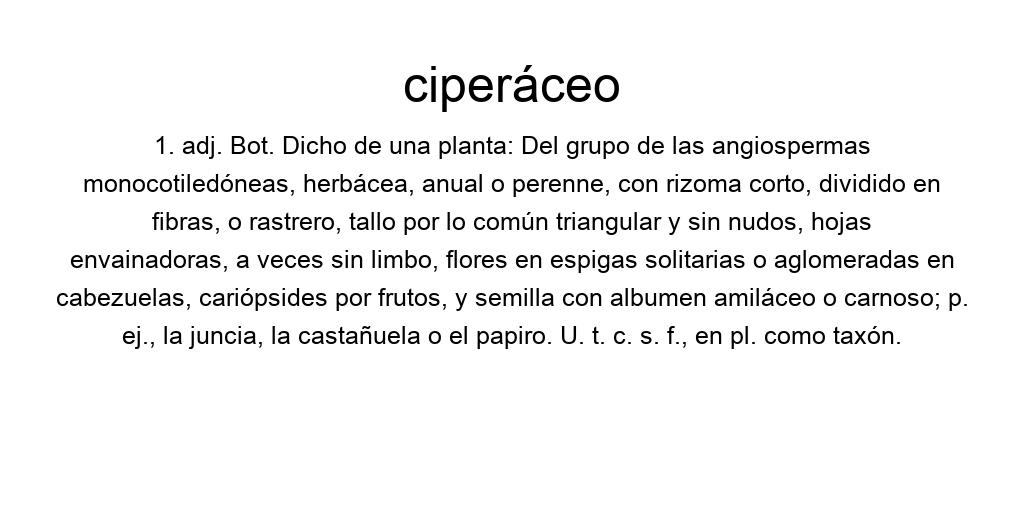 ciperáceo
1. adj. Bot. Dicho de una planta: Del grupo de las angiospermas
monocotiledóneas, herbácea, anual o perenne, con rizoma corto, dividido en
fibras, o rastrero, tallo por lo común triangular y sin nudos, hojas
envainadoras, a veces sin limbo, flores en espigas solitarias o aglomeradas en
cabezuelas, cariópsides por frutos, y semilla con albumen amiláceo o carnoso; p.
ej., la juncia, la castañuela o el papiro. U. t. c. s. f., en pl. como taxón.